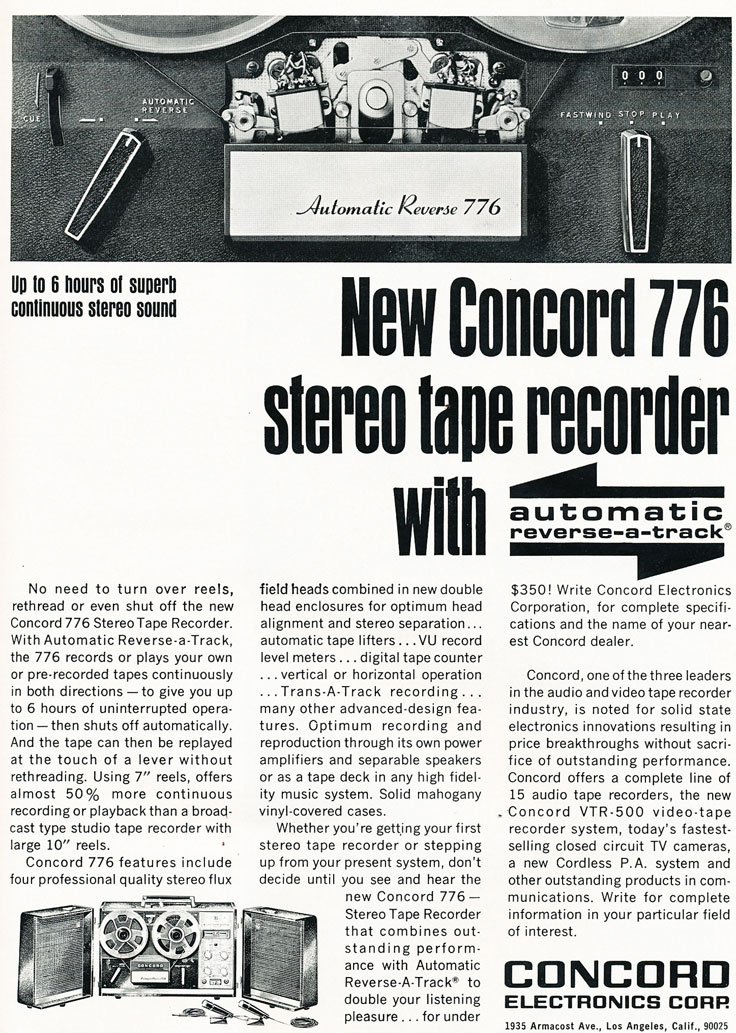 CUE
AUTOMATIC
REVERSE
000
FASTWIND STOP PLAY
Automatic Reverse 776
Up to 6 hours of superb
continuous stereo sound
New Concord 776
stereo tape recorder
with
automatic
reverse-a-track®
No need to turn over reels,
rethread or even shut off the new
Concord 776 Stereo Tape Recorder.
With Automatic Reverse-a-Track,
the 776 records or plays your own
or pre-recorded tapes continuously
in both directions — to give you up
to 6 hours of uninterrupted opera-
tion — then shuts off automatically.
And the tape can then be replayed
at the touch of a lever without
rethreading. Using 7″ reels, offers
almost 50% more continuous
recording or playback than a broad-
cast type studio tape recorder with
large 10″ reels.
Concord 776 features include
four professional quality stereo flux
field heads combined in new double
head enclosures for optimum head
alignment and stereo separation...
automatic tape lifters...VU record
level meters...digital tape counter
...vertical or horizontal operation
...Trans-A-Track recording...
many other advanced-design fea-
tures. Optimum recording and
reproduction through its own power
amplifiers and separable speakers
or as a tape deck in any high fidel-
ity music system. Solid mahogany
vinyl-covered cases.
Whether you're getting your first
stereo tape recorder or stepping
up from your present system, don't
decide until you see and hear the
new Concord 776 —
Stereo Tape Recorder
that combines out-
standing perform-
ance with Automatic
Reverse-A-Track® to
double your listening
pleasure...for under
$350! Write Concord Electronics
Corporation, for complete specifi-
cations and the name of your near-
est Concord dealer.
Concord, one of the three leaders
in the audio and video tape recorder
industry, is noted for solid state
electronics innovations resulting in
price breakthroughs without sacri-
fice of outstanding performance.
Concord offers a complete line of
15 audio tape recorders, the new
Concord VTR-500 video-tape
recorder system, today's fastest-
selling closed circuit TV cameras,
a new Cordless P.A. system and
other outstanding products in com-
munications. Write for complete
information in your particular field
of interest.
CONCORD
CONCORD
ELECTRONICS CORP.
1935 Armacost Ave., Los Angeles, Calif., 90025